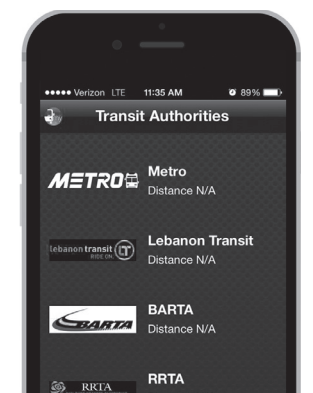 Verizon LTE 11:35 AM 89%
Transit Authorities
METRO
Metro
Distance N/A
lebanon transit LT
RIDE ON.
Lebanon Transit
Distance N/A
BARTA
BARTA
Distance N/A
RRTA
RRTA